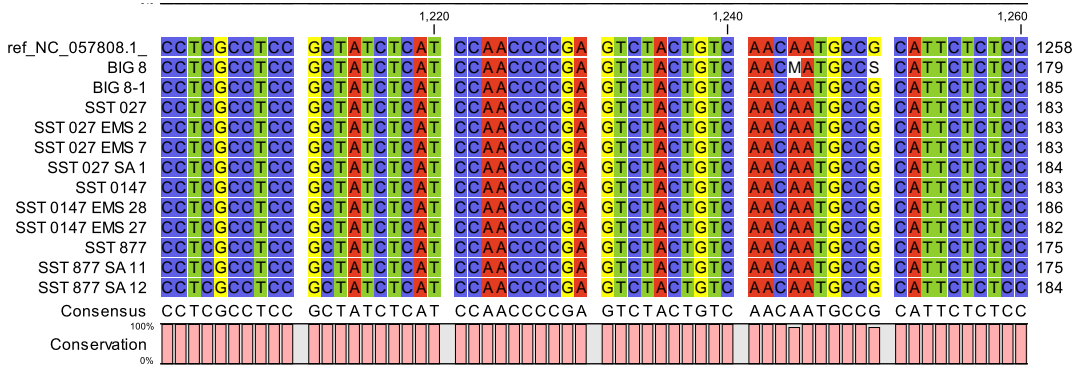 1,220 1,240 1,260
ref_NC_057808.1_ CCTCGCCTCC GCTATCTCAT CCAACCCCGA GTCTACTGTC AACAATGCCG CATTCTCTCC 1258
BIG 8 CCTCGCCTCC GCTATCTCAT CCAACCCCGA GTCTACTGTC AACMATGCCS CATTCTCTCC 179
BIG 8-1 CCTCGCCTCC GCTATCTCAT CCAACCCCGA GTCTACTGTC AACAATGCCG CATTCTCTCC 185
SST 027 CCTCGCCTCC GCTATCTCAT CCAACCCCGA GTCTACTGTC AACAATGCCG CATTCTCTCC 183
SST 027 EMS 2 CCTCGCCTCC GCTATCTCAT CCAACCCCGA GTCTACTGTC AACAATGCCG CATTCTCTCC 183
SST 027 EMS 7 CCTCGCCTCC GCTATCTCAT CCAACCCCGA GTCTACTGTC AACAATGCCG CATTCTCTCC 183
SST 027 SA 1 CCTCGCCTCC GCTATCTCAT CCAACCCCGA GTCTACTGTC AACAATGCCG CATTCTCTCC 184
SST 0147 CCTCGCCTCC GCTATCTCAT CCAACCCCGA GTCTACTGTC AACAATGCCG CATTCTCTCC 183
SST 0147 EMS 28 CCTCGCCTCC GCTATCTCAT CCAACCCCGA GTCTACTGTC AACAATGCCG CATTCTCTCC 186
SST 0147 EMS 27 CCTCGCCTCC GCTATCTCAT CCAACCCCGA GTCTACTGTC AACAATGCCG CATTCTCTCC 182
SST 877 CCTCGCCTCC GCTATCTCAT CCAACCCCGA GTCTACTGTC AACAATGCCG CATTCTCTCC 175
SST 877 SA 11 CCTCGCCTCC GCTATCTCAT CCAACCCCGA GTCTACTGTC AACAATGCCG CATTCTCTCC 175
SST 877 SA 12 CCTCGCCTCC GCTATCTCAT CCAACCCCGA GTCTACTGTC AACAATGCCG CATTCTCTCC 184
Consensus CCTCGCCTCC GCTATCTCAT CCAACCCCGA GTCTACTGTC AACAATGCCG CATTCTCTCC
100%
Conservation
0%